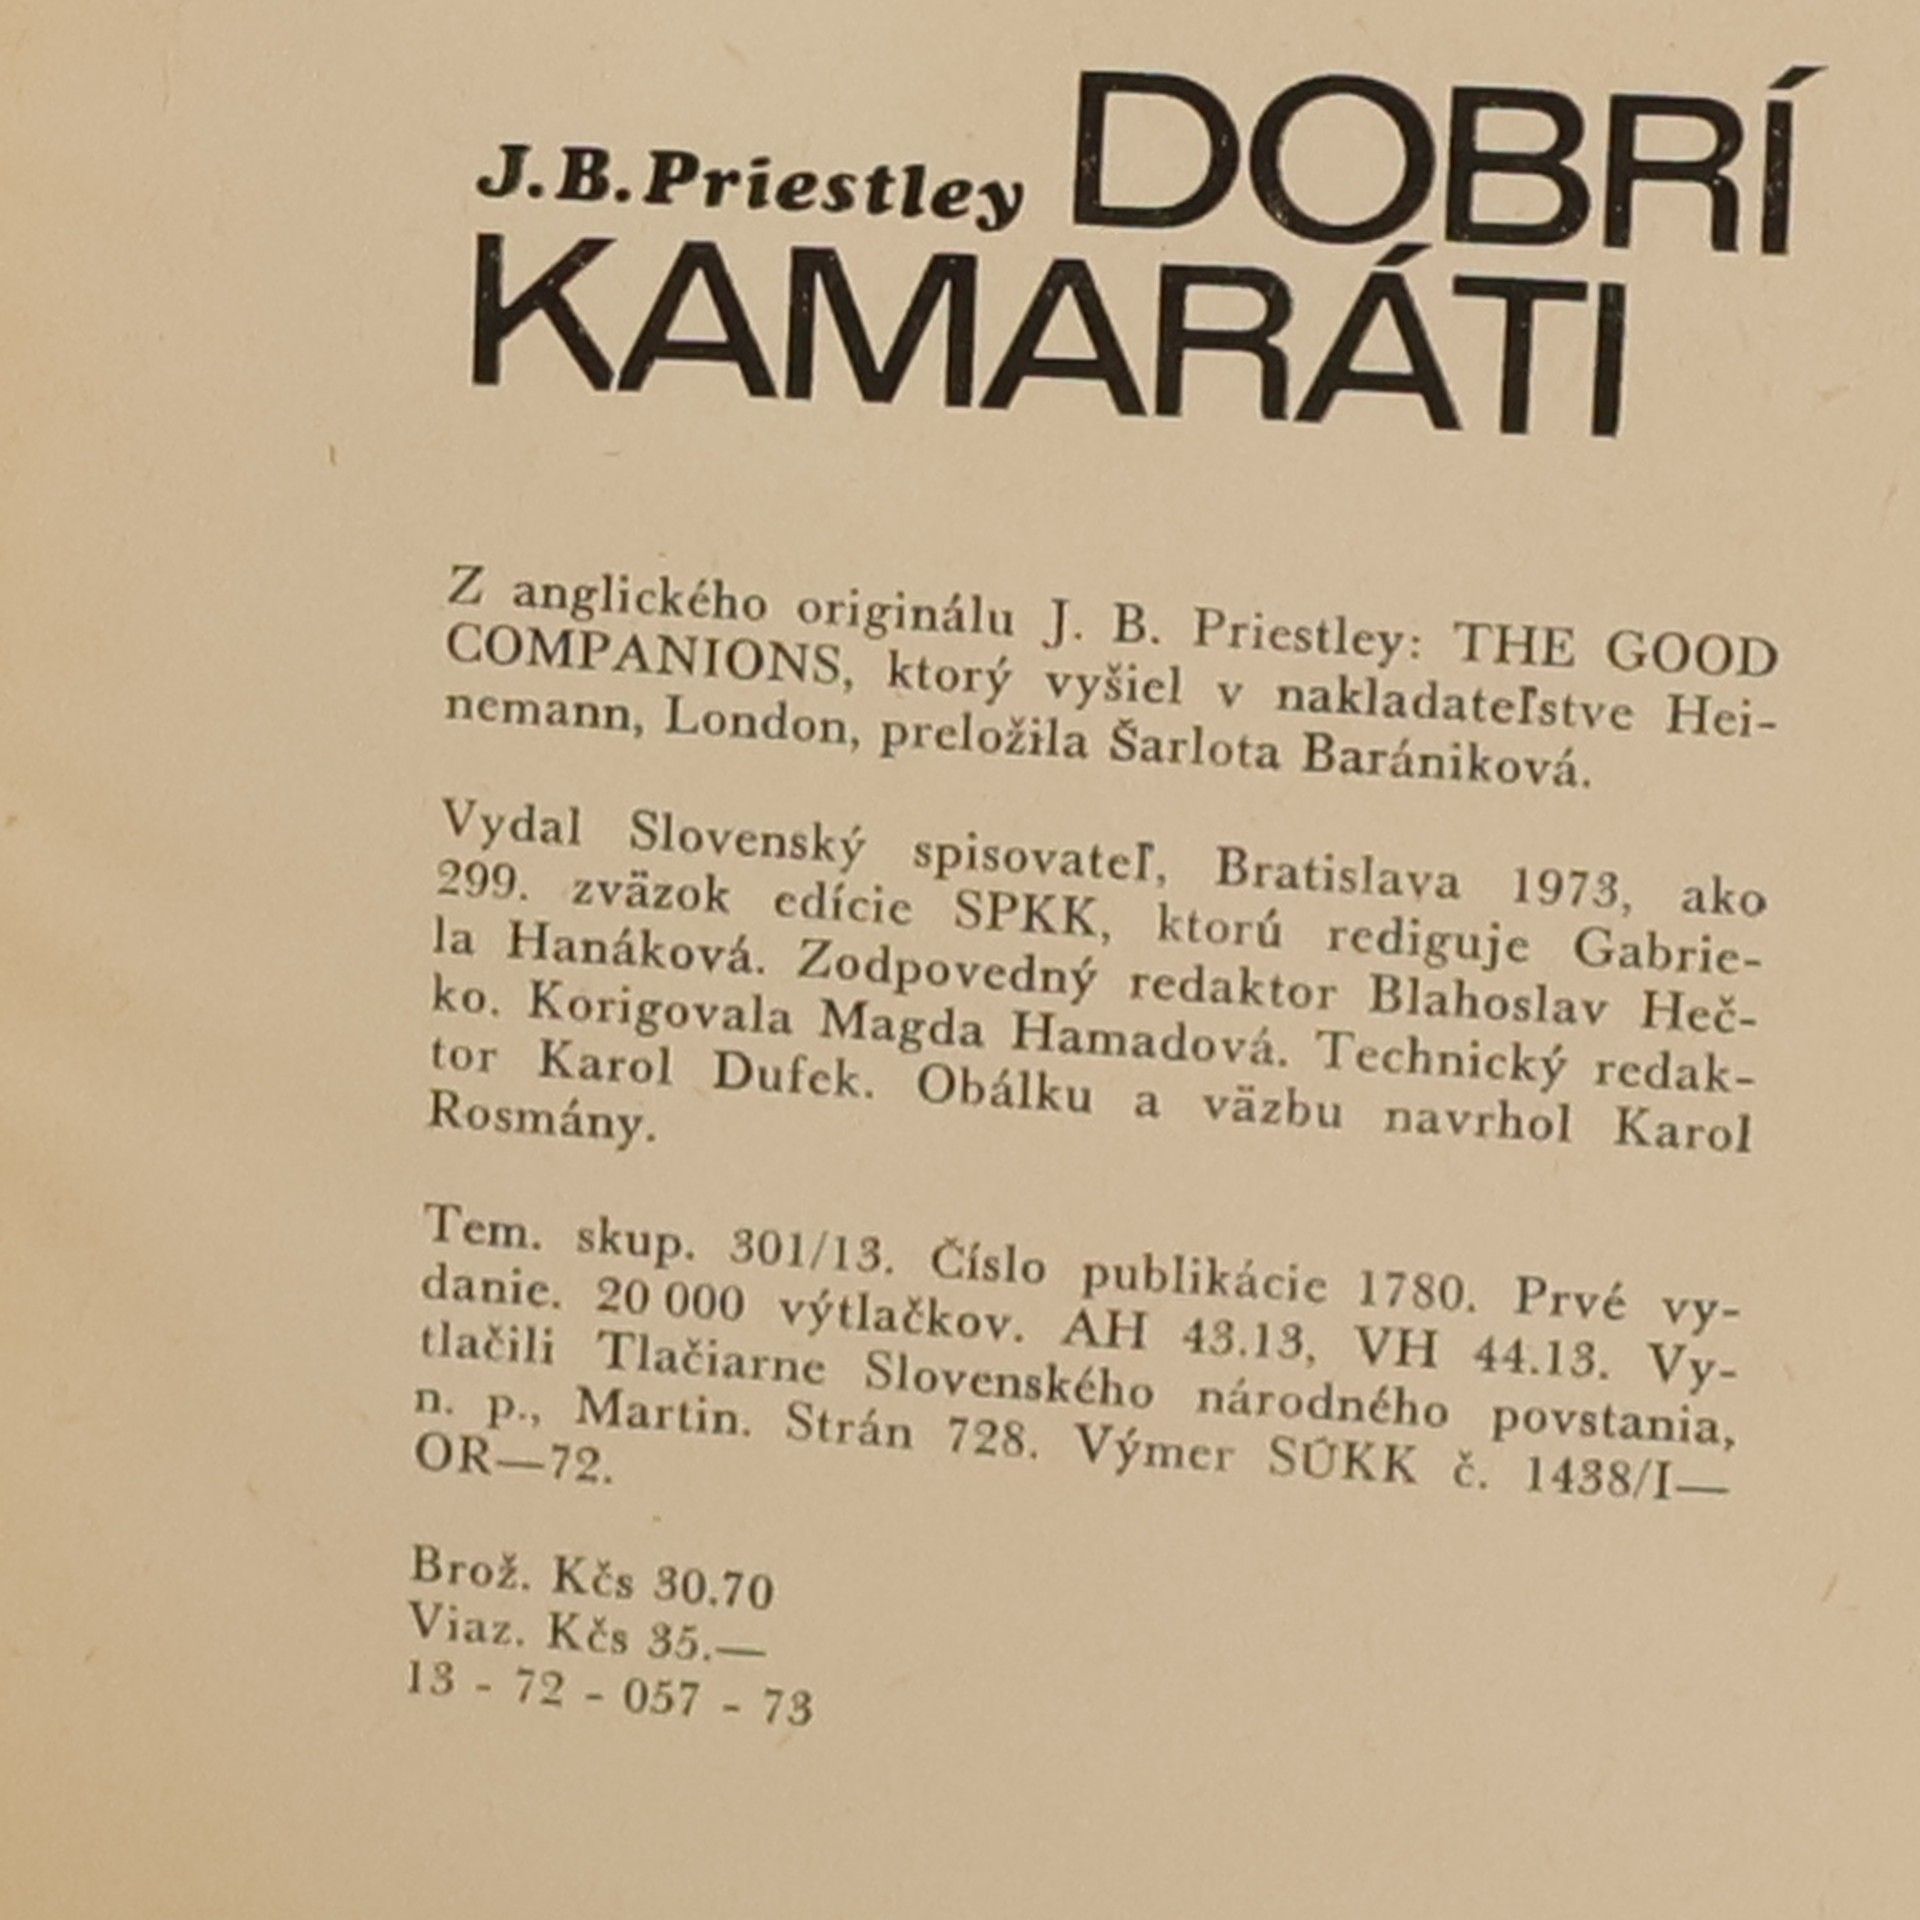 J.B.Priestley DOBRÍ
KAMARÁTI
Z anglického originálu J. B. Priestley: THE GOOD
COMPANIONS, ktorý vyšiel v nakladateľstve Hei-
nemann, London, preložila Šarlota Barániková.
Vydal Slovenský spisovateľ, Bratislava 1973, ako
299. zväzok edície SPKK, ktorú rediguje Gabrie-
la Hanáková. Zodpovedný redaktor Blahoslav Heč-
ko. Korigovala Magda Hamadová. Technický redak-
tor Karol Dufek. Obálku a väzbu navrhol Karol
Rosmány.
Tem. skup. 301/13. Číslo publikácie 1780. Prvé vy-
danie. 20 000 výtlačkov. AH 43.13, VH 44.13. Vy-
tlačili Tlačiarne Slovenského národného povstania,
n. p., Martin. Strán 728. Výmer SÚKK č. 1438/I—
OR—72.
Brož. Kčs 30.70
Viaz. Kčs 35.—
13 - 72 - 057 - 73